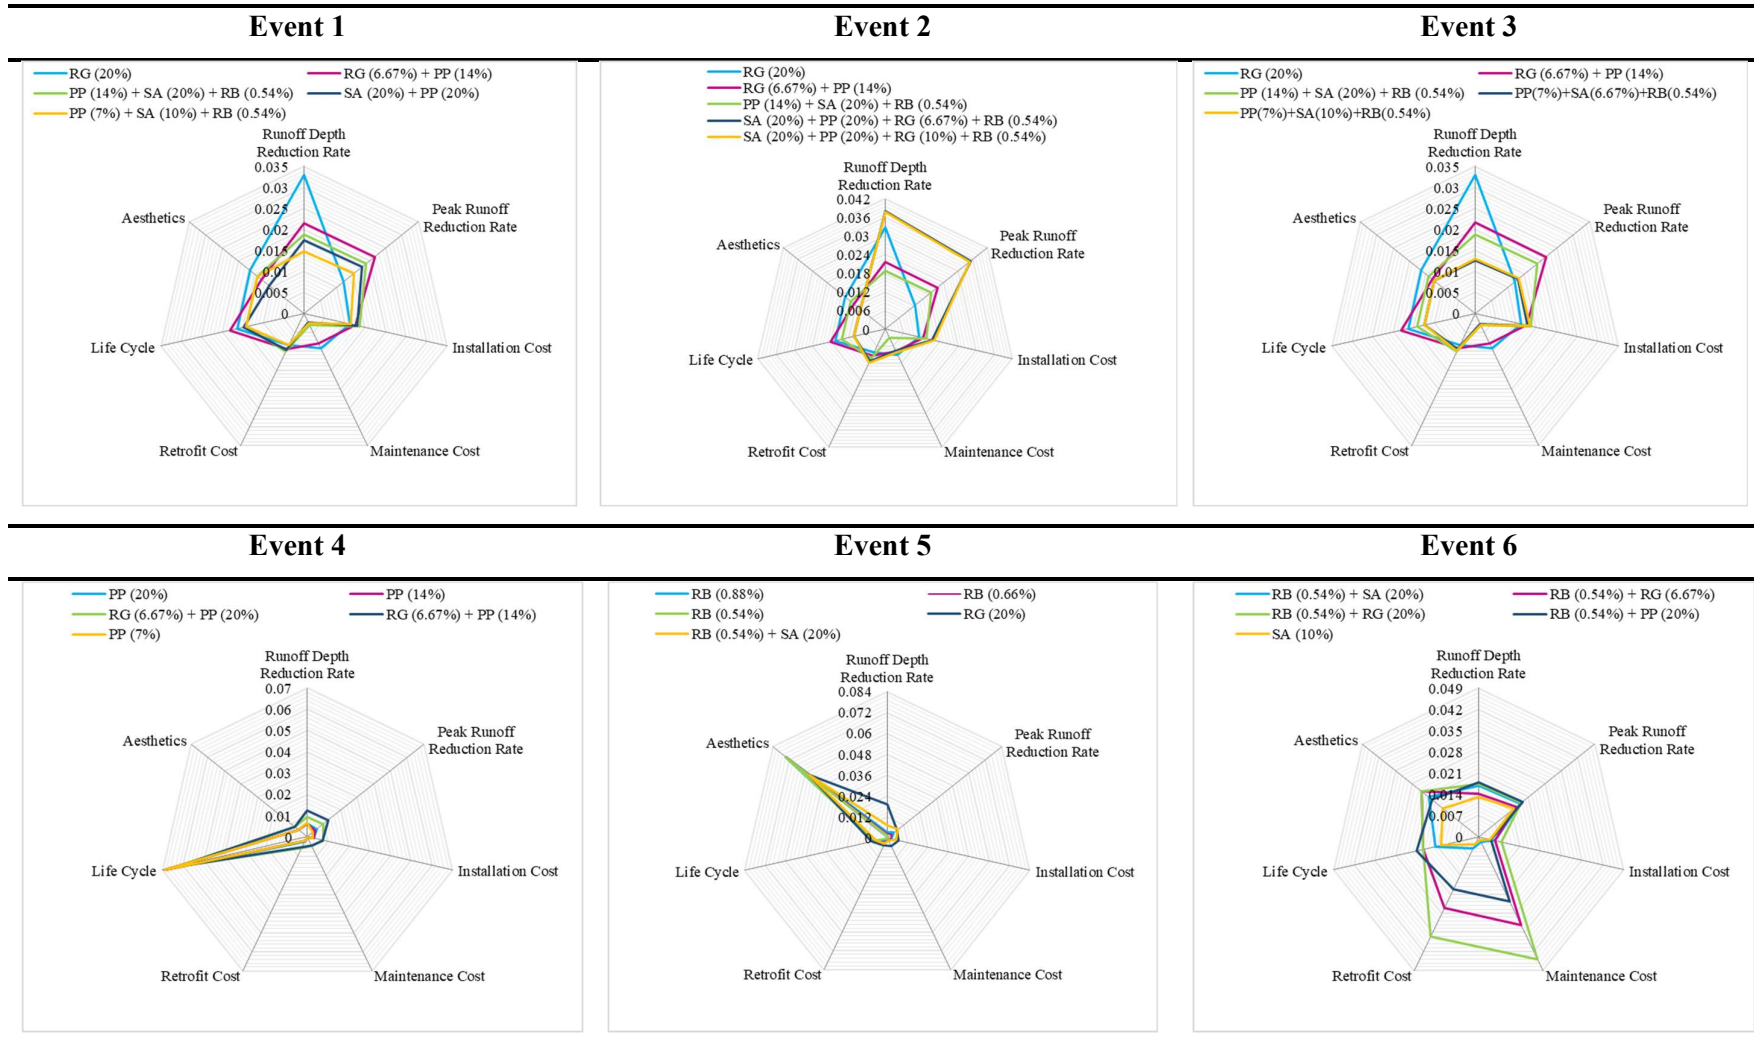 Event 1
Event 2
Event 3
RG (20%)
RG (6.67%) + PP (14%)
PP (14%) + SA (20%) + RB (0.54%)
SA (20%) + PP (20%)
PP (7%) + SA (10%) + RB (0.54%)
Runoff Depth
Reduction Rate
0.035
0.03
0.025
0.02
0.015
0.01
0.005
0
Peak Runoff
Reduction Rate
Installation Cost
Maintenance Cost
Retrofit Cost
Life Cycle
Aesthetics
RG (20%)
RG (6.67%) + PP (14%)
PP (14%) + SA (20%) + RB (0.54%)
SA (20%) + PP (20%) + RG (6.67%) + RB (0.54%)
SA (20%) + PP (20%) + RG (10%) + RB (0.54%)
Runoff Depth
Reduction Rate
0.042
0.036
0.03
0.024
0.018
0.012
0.006
0
Peak Runoff
Reduction Rate
Installation Cost
Maintenance Cost
Retrofit Cost
Life Cycle
Aesthetics
RG (20%)
RG (6.67%) + PP (14%)
PP (14%) + SA (20%) + RB (0.54%)
PP(7%)+SA(6.67%)+RB(0.54%)
PP(7%)+SA(10%)+RB(0.54%)
Runoff Depth
Reduction Rate
0.035
0.03
0.025
0.02
0.015
0.01
0.005
0
Peak Runoff
Reduction Rate
Installation Cost
Maintenance Cost
Retrofit Cost
Life Cycle
Aesthetics
Event 4
Event 5
Event 6
PP (20%)
PP (14%)
RG (6.67%) + PP (20%)
RG (6.67%) + PP (14%)
PP (7%)
Runoff Depth
Reduction Rate
0.07
0.06
0.05
0.04
0.03
0.02
0.01
0
Peak Runoff
Reduction Rate
Installation Cost
Maintenance Cost
Retrofit Cost
Life Cycle
Aesthetics
RB (0.88%)
RB (0.66%)
RB (0.54%)
RG (20%)
RB (0.54%) + SA (20%)
Runoff Depth
Reduction Rate
0.084
0.072
0.06
0.048
0.036
0.024
0.012
0
Peak Runoff
Reduction Rate
Installation Cost
Maintenance Cost
Retrofit Cost
Life Cycle
Aesthetics
RB (0.54%) + SA (20%)
RB (0.54%) + RG (6.67%)
RB (0.54%) + RG (20%)
RB (0.54%) + PP (20%)
SA (10%)
Runoff Depth
Reduction Rate
0.049
0.042
0.035
0.028
0.021
0.014
0.007
0
Peak Runoff
Reduction Rate
Installation Cost
Maintenance Cost
Retrofit Cost
Life Cycle
Aesthetics